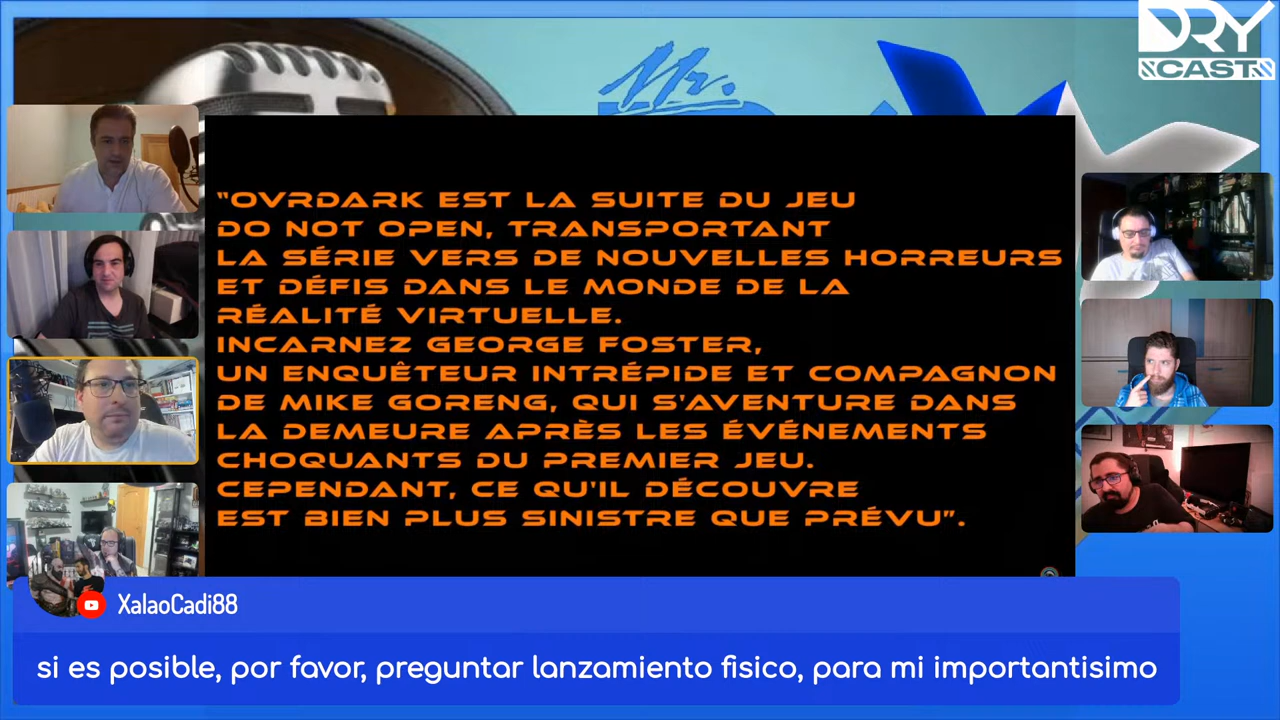 DRY
CAST
Mr.
"OVRDARK EST LA SUITE DU JEU
DO NOT OPEN, TRANSPORTANT
LA SÉRIE VERS DE NOUVELLES HORREURS
ET DÉFIS DANS LE MONDE DE LA
RÉALITÉ VIRTUELLE.
INCARNEZ GEORGE FOSTER,
UN ENQUÊTEUR INTRÉPIDE ET COMPAGNON
DE MIKE GORENG, QUI S'AVENTURE DANS
LA DEMEURE APRÈS LES ÉVÉNEMENTS
CHOQUANTS DU PREMIER JEU.
CEPENDANT, CE QU'IL DÉCOUVRE
EST BIEN PLUS SINISTRE QUE PRÉVU".
XalaoCadi88
si es posible, por favor, preguntar lanzamiento fisico, para mi importantisimo